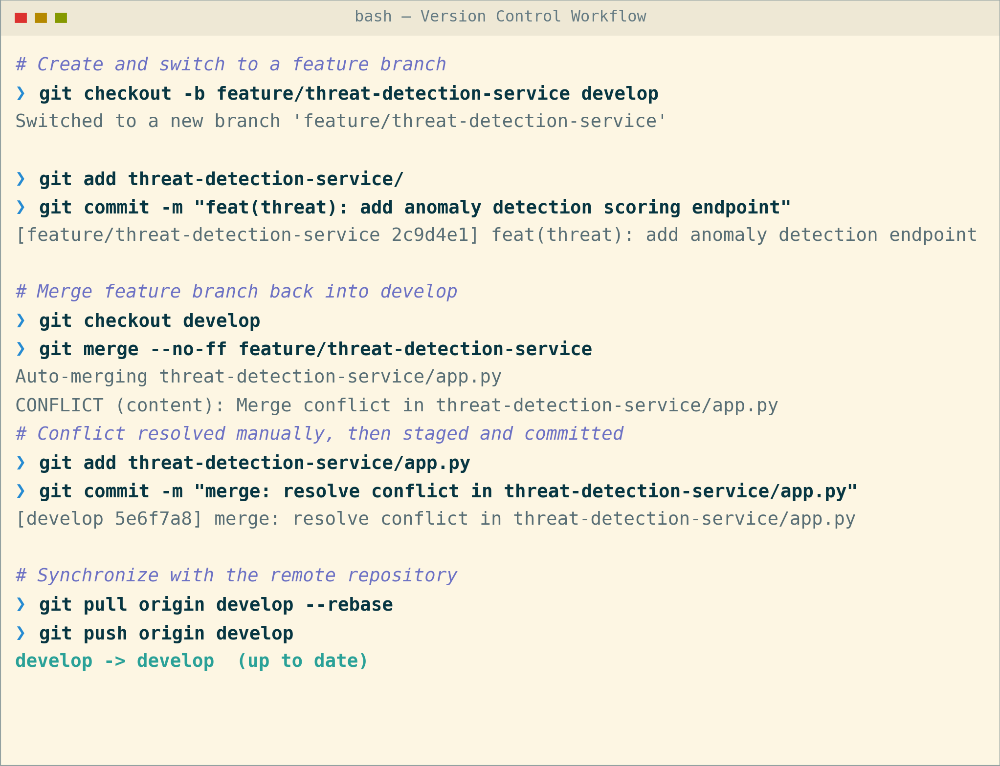 bash — Version Control Workflow
# Create and switch to a feature branch
❯ git checkout -b feature/threat-detection-service develop
Switched to a new branch 'feature/threat-detection-service'
❯ git add threat-detection-service/
❯ git commit -m "feat(threat): add anomaly detection scoring endpoint"
[feature/threat-detection-service 2c9d4e1] feat(threat): add anomaly detection endpoint
# Merge feature branch back into develop
❯ git checkout develop
❯ git merge --no-ff feature/threat-detection-service
Auto-merging threat-detection-service/app.py
CONFLICT (content): Merge conflict in threat-detection-service/app.py
# Conflict resolved manually, then staged and committed
❯ git add threat-detection-service/app.py
❯ git commit -m "merge: resolve conflict in threat-detection-service/app.py"
[develop 5e6f7a8] merge: resolve conflict in threat-detection-service/app.py
# Synchronize with the remote repository
❯ git pull origin develop --rebase
❯ git push origin develop
develop -> develop  (up to date)